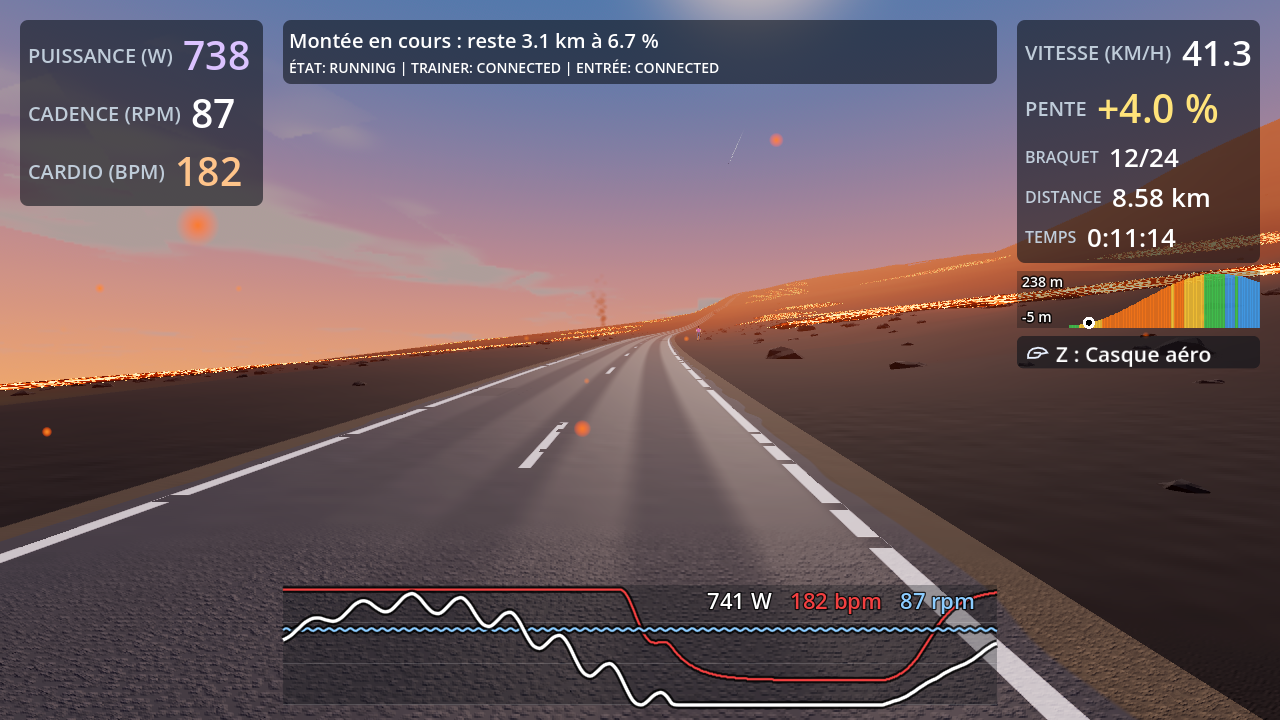 PUISSANCE (W) 738
CADENCE (RPM) 87
CARDIO (BPM) 182
Montée en cours : reste 3.1 km à 6.7 %
ÉTAT: RUNNING | TRAINER: CONNECTED | ENTRÉE: CONNECTED
VITESSE (KM/H) 41.3
PENTE +4.0 %
BRAQUET 12/24
DISTANCE 8.58 km
TEMPS 0:11:14
238 m
-5 m
Z : Casque aéro
741 W 182 bpm 87 rpm